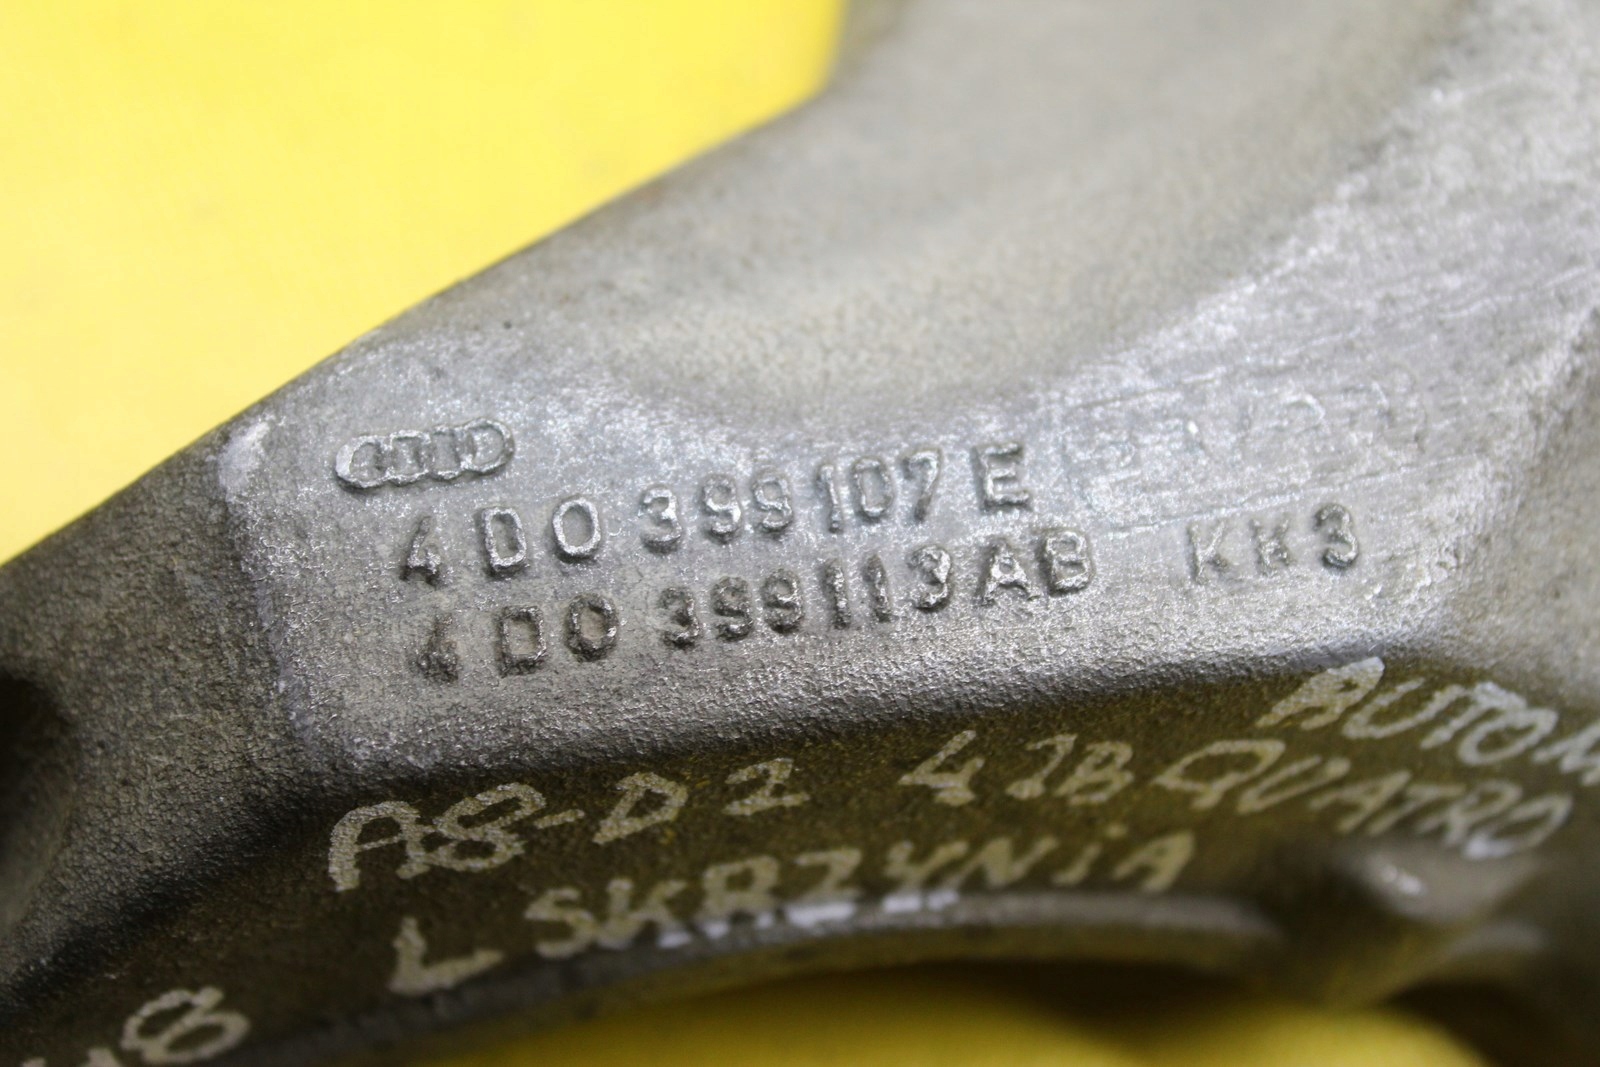 4D0 399 107 E
4D0 399 113 AB KK3
A8-D2 4 2B QUATRO AUTOM
L SKRZYNIA